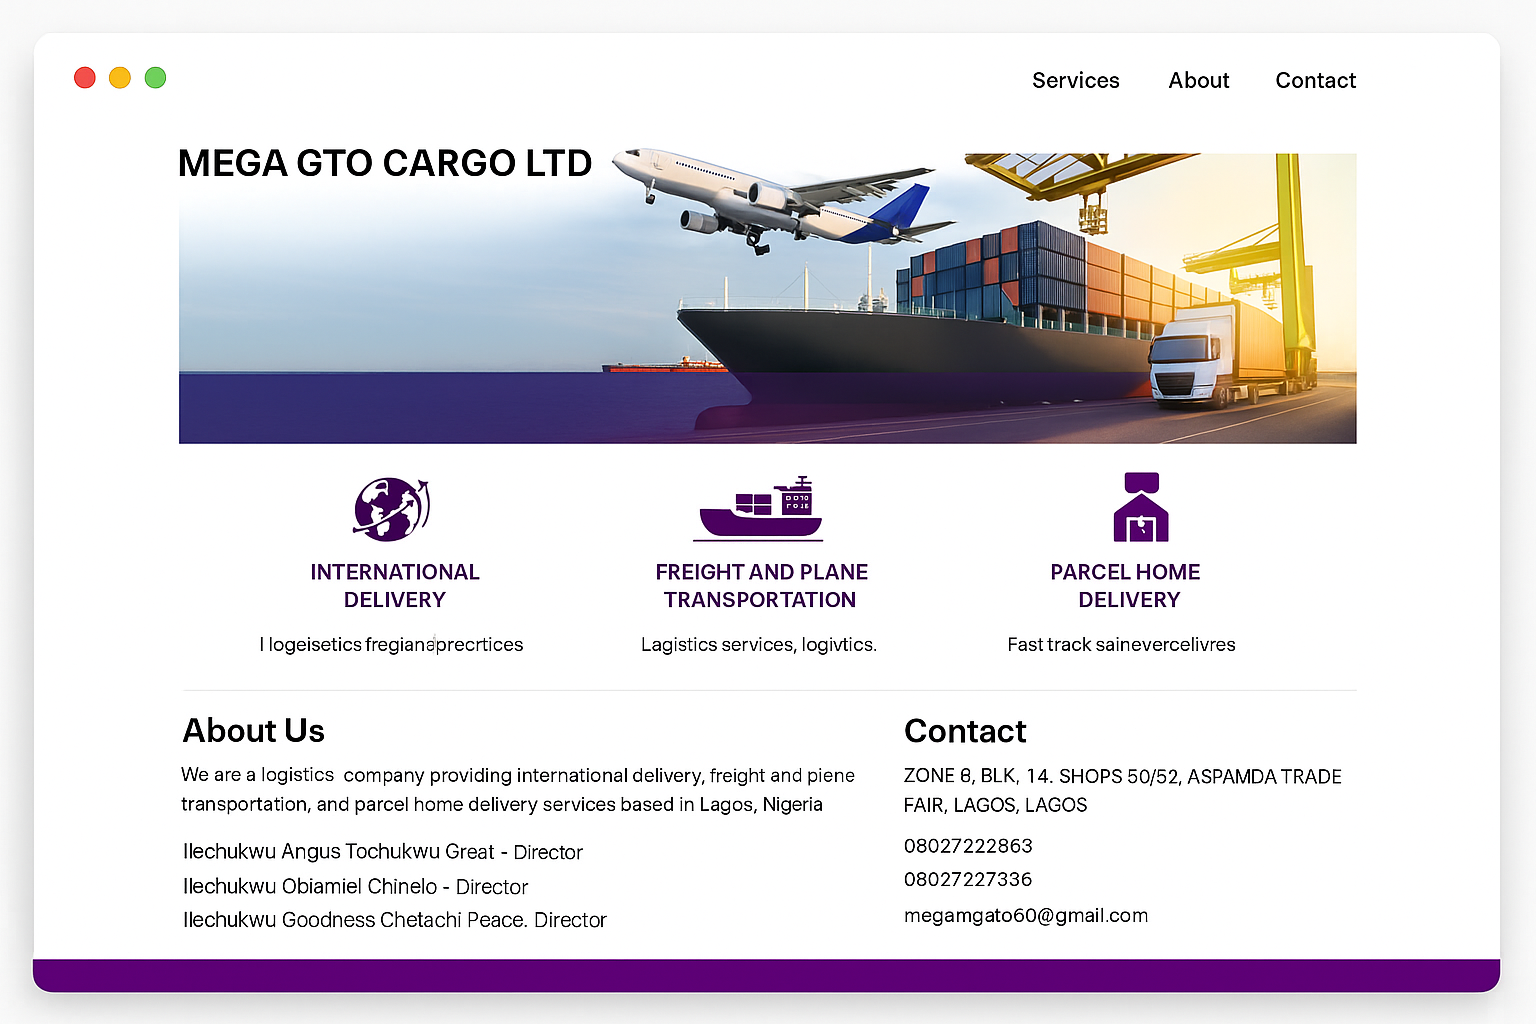 Services About Contact
MEGA GTO CARGO LTD
INTERNATIONAL
DELIVERY
I logeisetics fregianaprecrtices
FREIGHT AND PLANE
TRANSPORTATION
Lagistics services, logivtics.
PARCEL HOME
DELIVERY
Fast track sainevercelivres
About Us
We are a logistics company providing international delivery, freight and piene
transportation, and parcel home delivery services based in Lagos, Nigeria
Ilechukwu Angus Tochukwu Great - Director
Ilechukwu Obiamiel Chinelo - Director
Ilechukwu Goodness Chetachi Peace. Director
Contact
ZONE 8, BLK, 14. SHOPS 50/52, ASPAMDA TRADE
FAIR, LAGOS, LAGOS
08027222863
08027227336
megamgato60@gmail.com